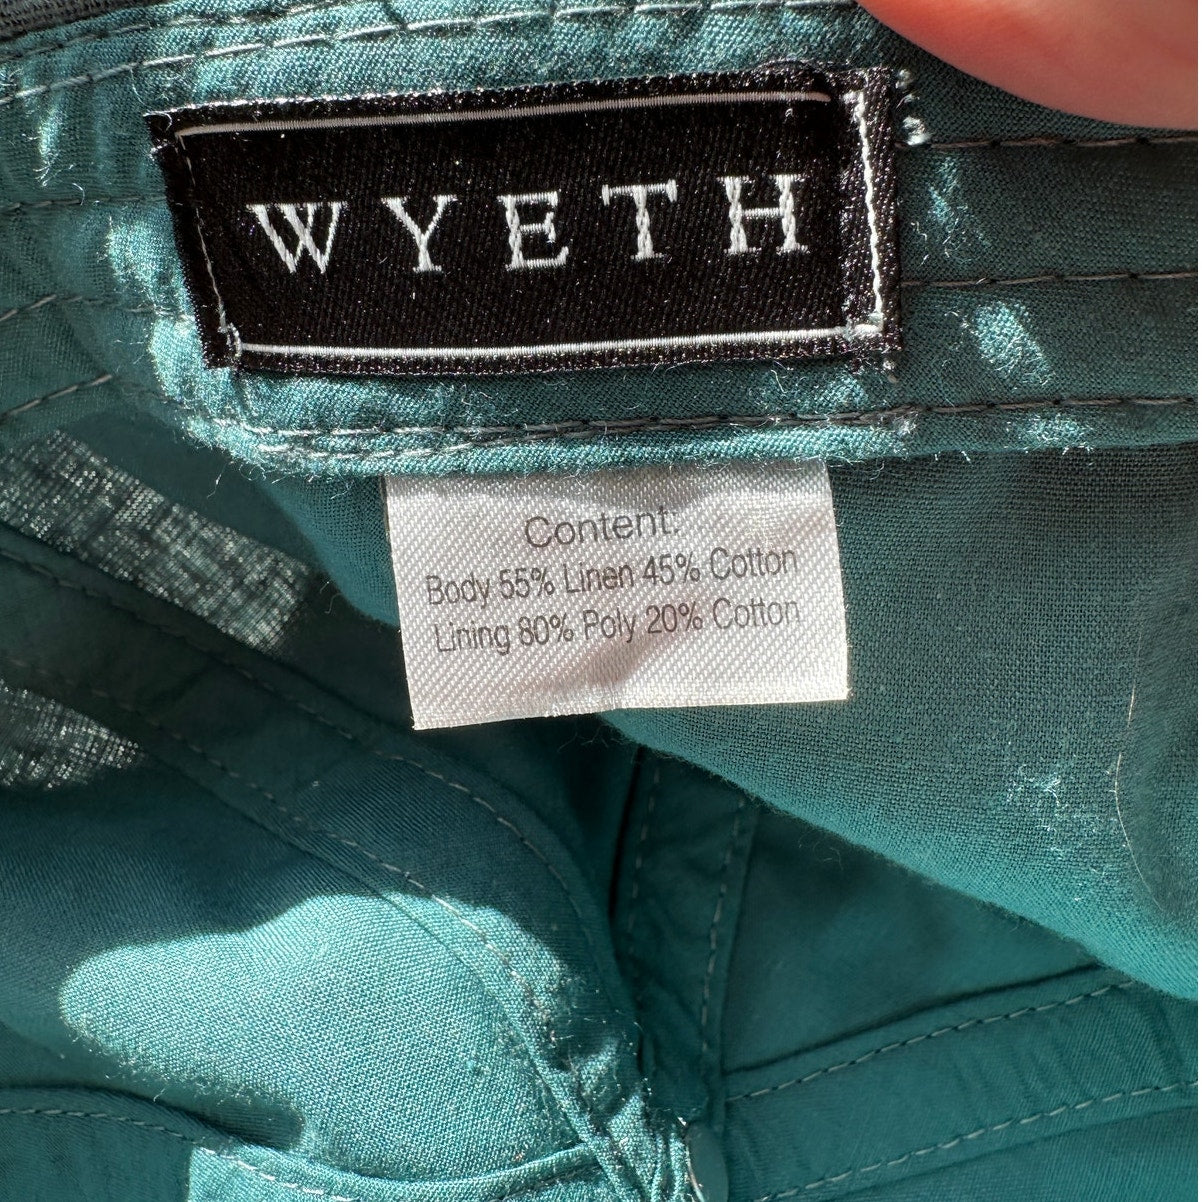 WYETH
Content:
Body 55% Linen 45% Cotton
Lining 80% Poly 20% Cotton